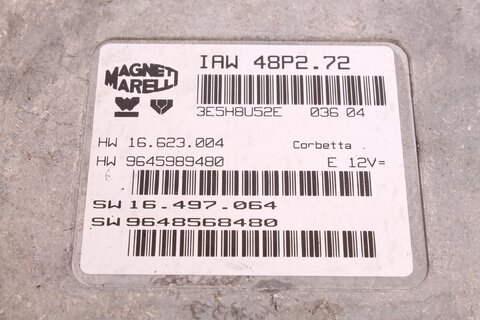 MAGNETI
MARELLI
IAW 48P2.72
3E5H8U52E 036 04
HW 16.623.004 Corbetta .
HW 9645989480 E 12V=
SW 16.497.064
SW 9648568480